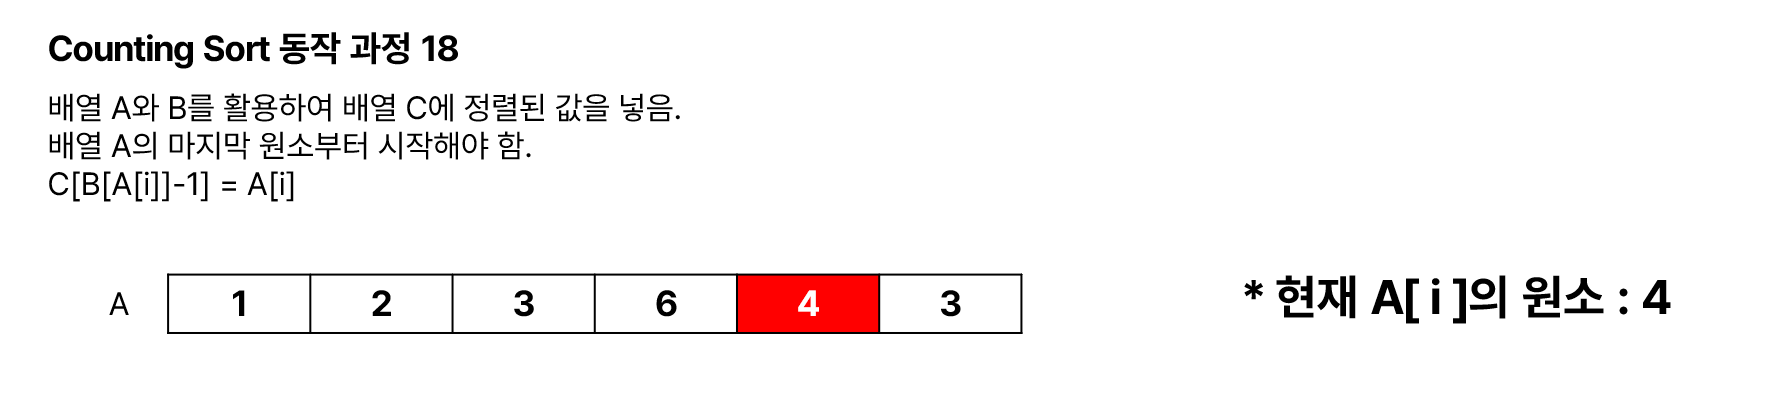 Counting Sort 동작 과정 18
배열 A와 B를 활용하여 배열 C에 정렬된 값을 넣음.
배열 A의 마지막 원소부터 시작해야 함.
C[B[A[i]]-1] = A[i]
A 1 2 3 6 4 3
* 현재 A[ i ]의 원소 : 4